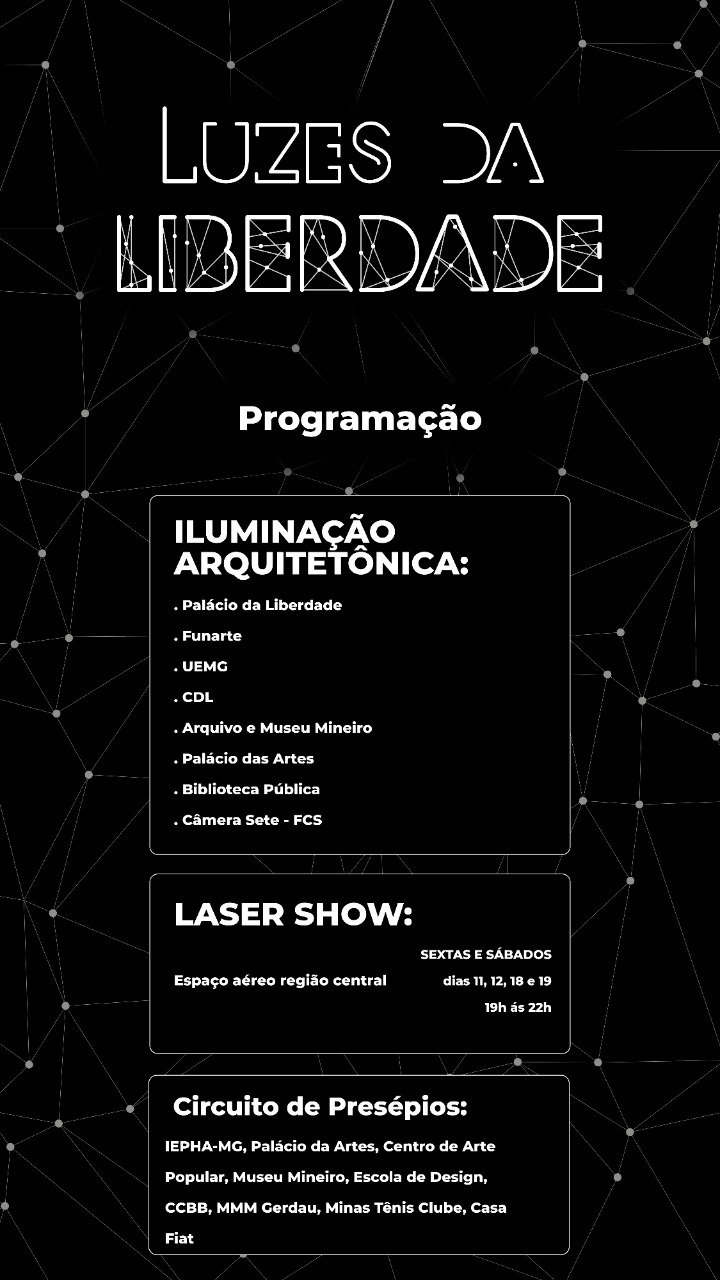 LUZES DA
LIBERDADE
Programação
ILUMINAÇÃO
ARQUITETÔNICA:
. Palácio da Liberdade
. Funarte
. UEMG
. CDL
. Arquivo e Museu Mineiro
. Palácio das Artes
. Biblioteca Pública
. Câmera Sete - FCS
LASER SHOW:
SEXTAS E SÁBADOS
Espaço aéreo região central dias 11, 12, 18 e 19
19h ás 22h
Circuito de Presépios:
IEPHA-MG, Palácio da Artes, Centro de Arte
Popular, Museu Mineiro, Escola de Design,
CCBB, MMM Gerdau, Minas Tênis Clube, Casa
Fiat